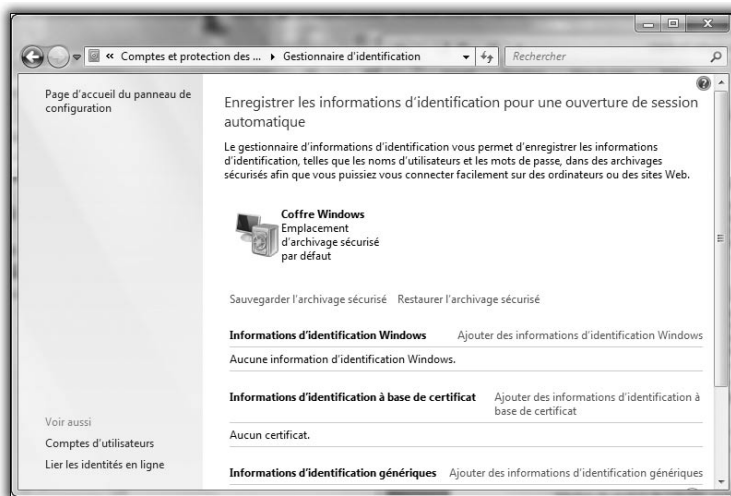 « Comptes et protection des ... ▸ Gestionnaire d'identification
Rechercher
Page d'accueil du panneau de
configuration
Enregistrer les informations d'identification pour une ouverture de session
automatique
Le gestionnaire d'informations d'identification vous permet d'enregistrer les informations
d'identification, telles que les noms d'utilisateurs et les mots de passe, dans des archivages
sécurisés afin que vous puissiez vous connecter facilement sur des ordinateurs ou des sites Web.
Coffre Windows
Emplacement
d'archivage sécurisé
par défaut
Sauvegarder l'archivage sécurisé Restaurer l'archivage sécurisé
Informations d'identification Windows Ajouter des informations d'identification Windows
Aucune information d'identification Windows.
Informations d'identification à base de certificat Ajouter des informations d'identification à
base de certificat
Aucun certificat.
Informations d'identification génériques Ajouter des informations d'identification génériques
Voir aussi
Comptes d'utilisateurs
Lier les identités en ligne